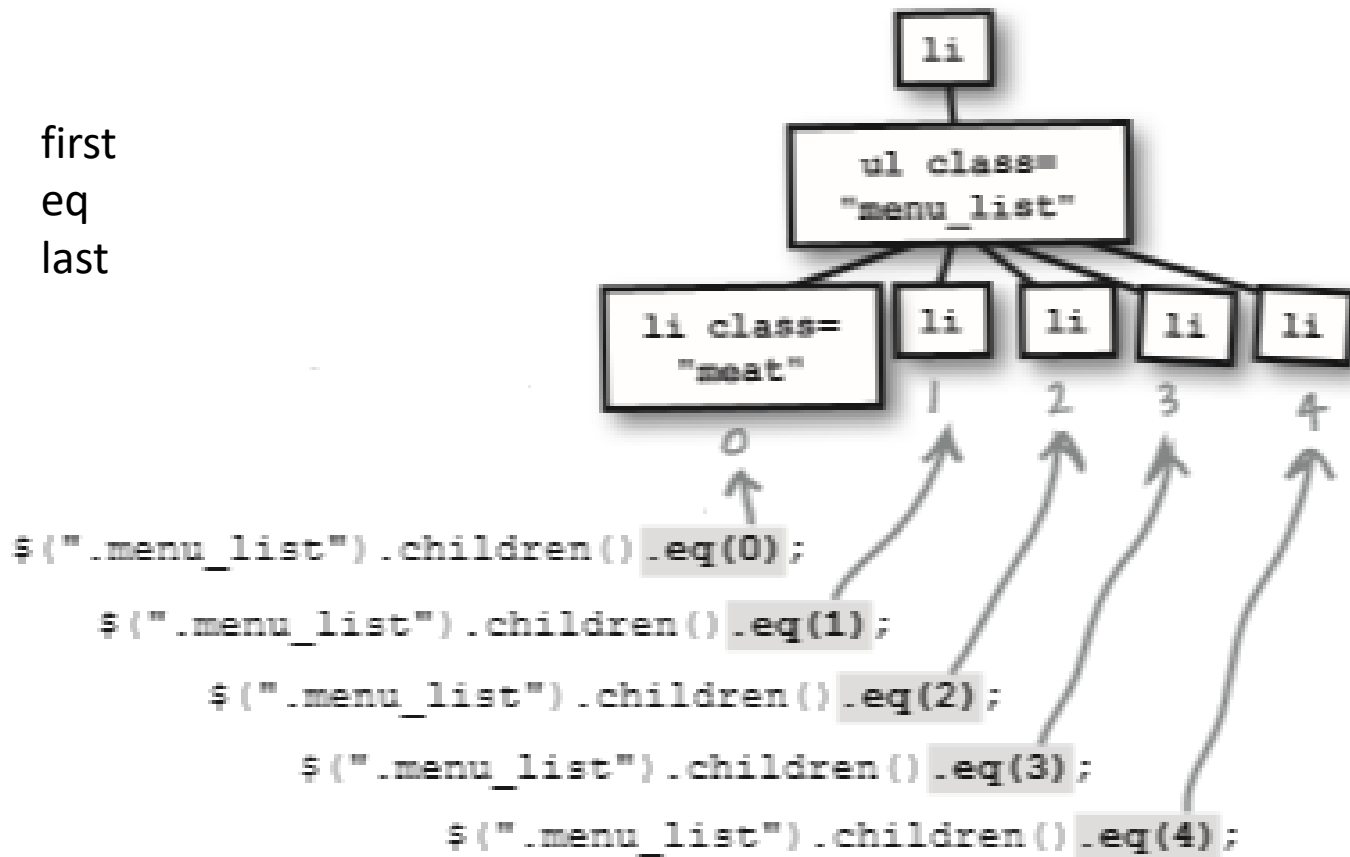 first
eq
last
li
ul class=
"menu_list"
li class=
"meat"
li
li
li
li
0
1
2
3
4
$(".menu_list").children().eq(0);
$(".menu_list").children().eq(1);
$(".menu_list").children().eq(2);
$(".menu_list").children().eq(3);
$(".menu_list").children().eq(4);